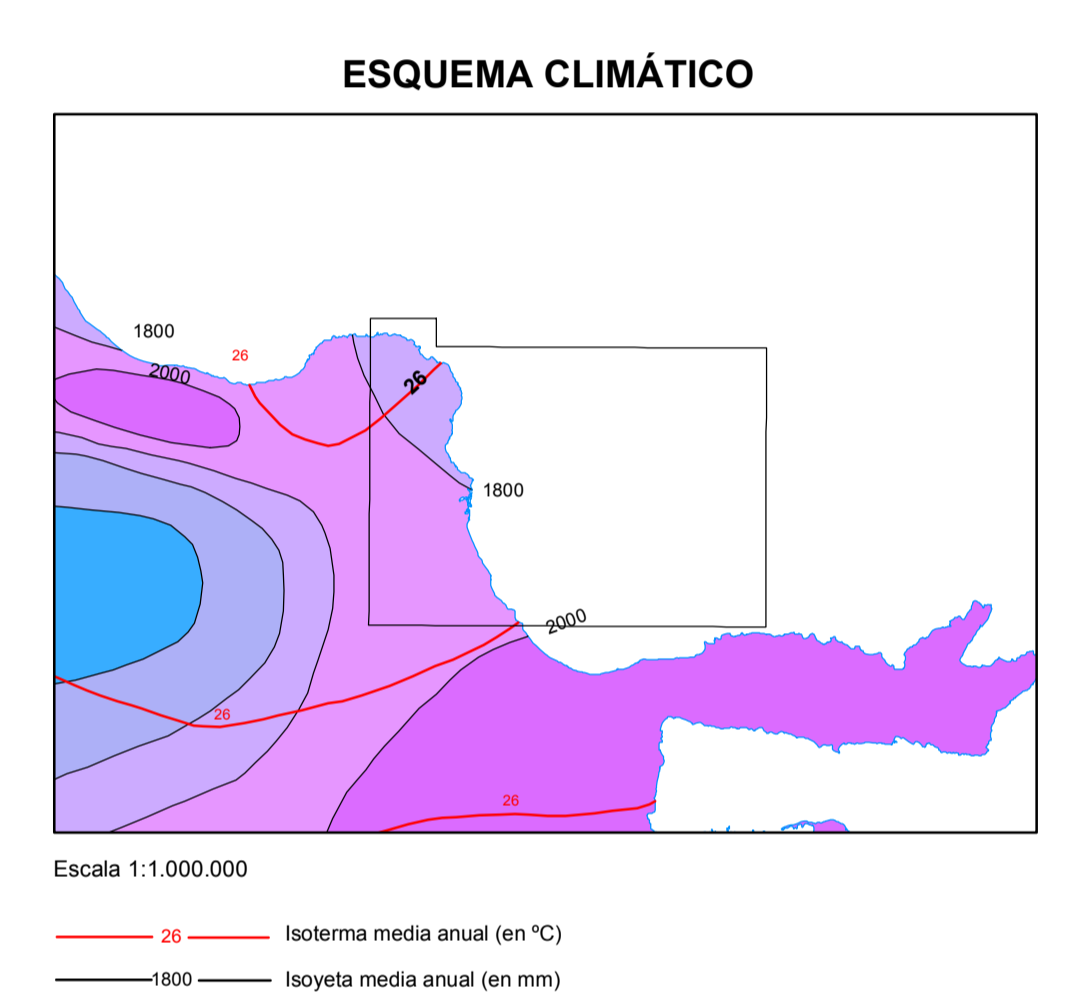 ESQUEMA CLIMÁTICO
1800
26
2000
26
1800
2000
26
26
Escala 1:1.000.000
26 Isoterma media anual (en ºC)
1800 Isoyeta media anual (en mm)